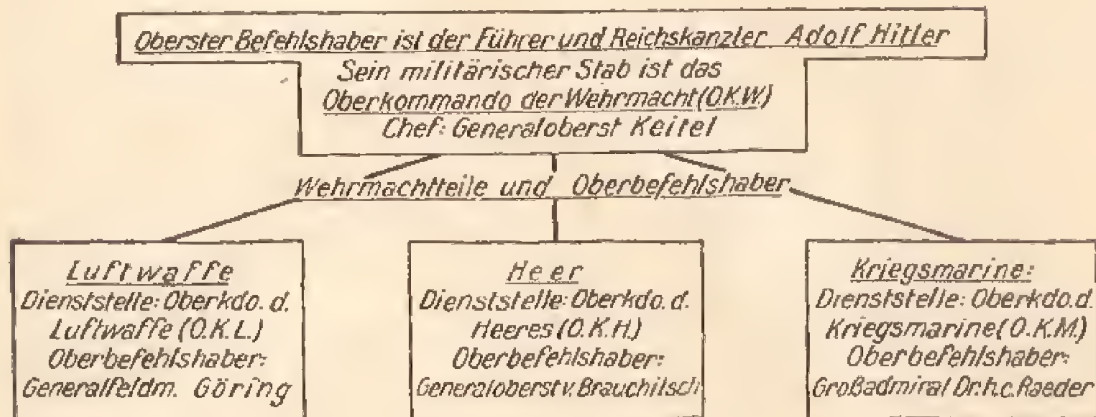 Oberster Befehlshaber ist der Führer und Reichskanzler Adolf Hitler
Sein militärischer Stab ist das
Oberkommando der Wehrmacht (O.K.W)
Chef: Generaloberst Keitel
Wehrmachtteile und Oberbefehlshaber
Luftwaffe
Dienststelle: Oberkdo. d.
Luftwaffe (O.K.L.)
Oberbefehlshaber:
Generalfeldm. Göring
Heer
Dienststelle: Oberkdo. d.
Heeres (O.K.H.)
Oberbefehlshaber:
Generaloberst v. Brauchitsch
Kriegsmarine:
Dienststelle: Oberkdo. d.
Kriegsmarine (O.K.M.)
Oberbefehlshaber:
Großadmiral Dr. h.c. Raeder